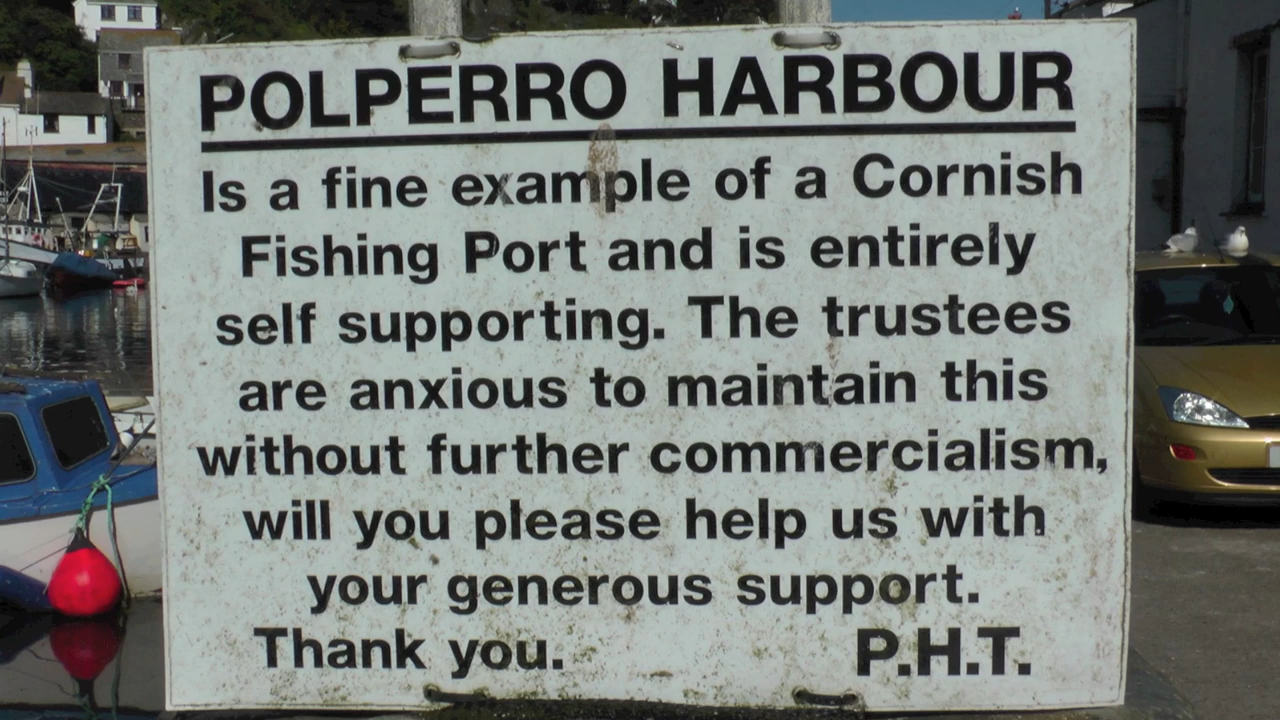 POLPERRO HARBOUR
Is a fine example of a Cornish
Fishing Port and is entirely
self supporting. The trustees
are anxious to maintain this
without further commercialism,
will you please help us with
your generous support.
Thank you. P.H.T.